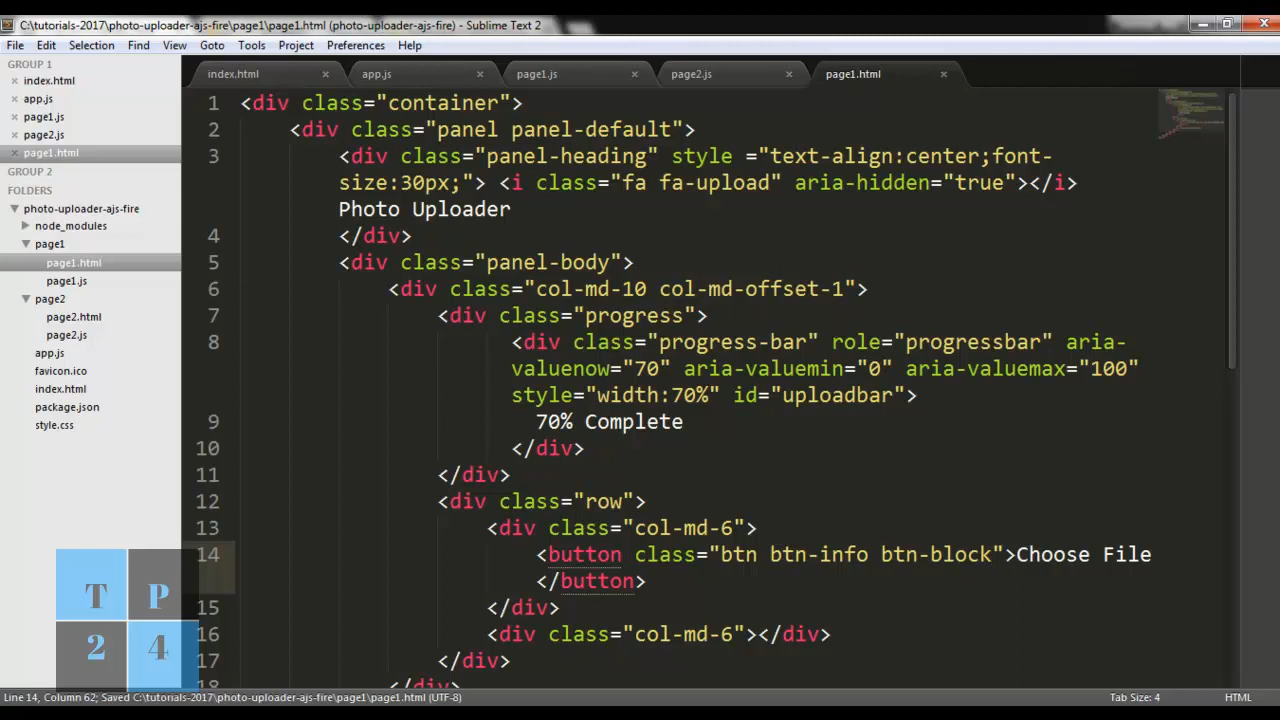 C:\tutorials-2017\photo-uploader-ajs-fire\page1\page1.html (photo-uploader-ajs-fire) - Sublime Text 2
File Edit Selection Find View Goto Tools Project Preferences Help
GROUP 1
index.html
app.js
page1.js
page2.js
page1.html
GROUP 2
FOLDERS
photo-uploader-ajs-fire
node_modules
page1
page1.html
page1.js
page2
page2.html
page2.js
app.js
favicon.ico
index.html
package.json
style.css
index.html app.js page1.js page2.js page1.html
1 <div class="container">
2 <div class="panel panel-default">
3 <div class="panel-heading" style ="text-align:center;font-
size:30px;"> <i class="fa fa-upload" aria-hidden="true"></i>
Photo Uploader
4 </div>
5 <div class="panel-body">
6 <div class="col-md-10 col-md-offset-1">
7 <div class="progress">
8 <div class="progress-bar" role="progressbar" aria-
valuenow="70" aria-valuemin="0" aria-valuemax="100"
style="width:70%" id="uploadbar">
9 70% Complete
10 </div>
11 </div>
12 <div class="row">
13 <div class="col-md-6">
14 <button class="btn btn-info btn-block">Choose File
</button>
15 </div>
16 <div class="col-md-6"></div>
17 </div>
18 </div>
T P
2 4
Line 14, Column 62; Saved C:\tutorials-2017\photo-uploader-ajs-fire\page1\page1.html (UTF-8)
Tab Size: 4
HTML